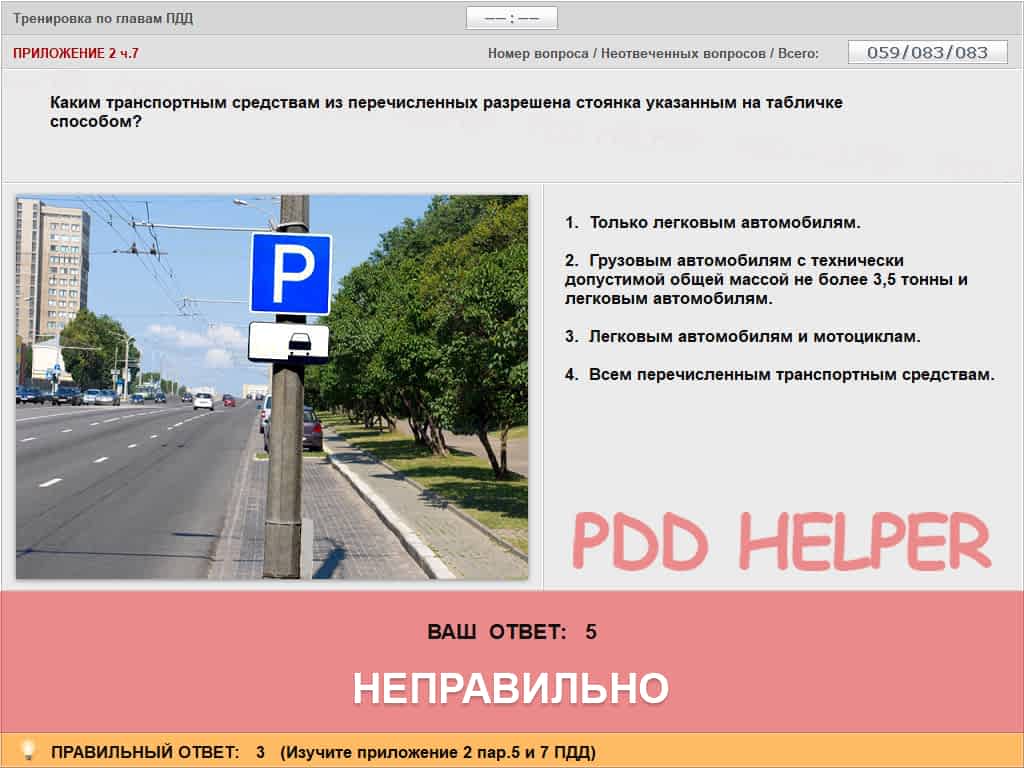 Тренировка по главам ПДД
—— : ——
ПРИЛОЖЕНИЕ 2 ч.7
Номер вопроса / Неотвеченных вопросов / Всего: 059/083/083
Каким транспортным средствам из перечисленных разрешена стоянка указанным на табличке
способом?
P
1. Только легковым автомобилям.
2. Грузовым автомобилям с технически
допустимой общей массой не более 3,5 тонны и
легковым автомобилям.
3. Легковым автомобилям и мотоциклам.
4. Всем перечисленным транспортным средствам.
PDD HELPER
ВАШ ОТВЕТ: 5
НЕПРАВИЛЬНО
ПРАВИЛЬНЫЙ ОТВЕТ: 3 (Изучите приложение 2 пар.5 и 7 ПДД)